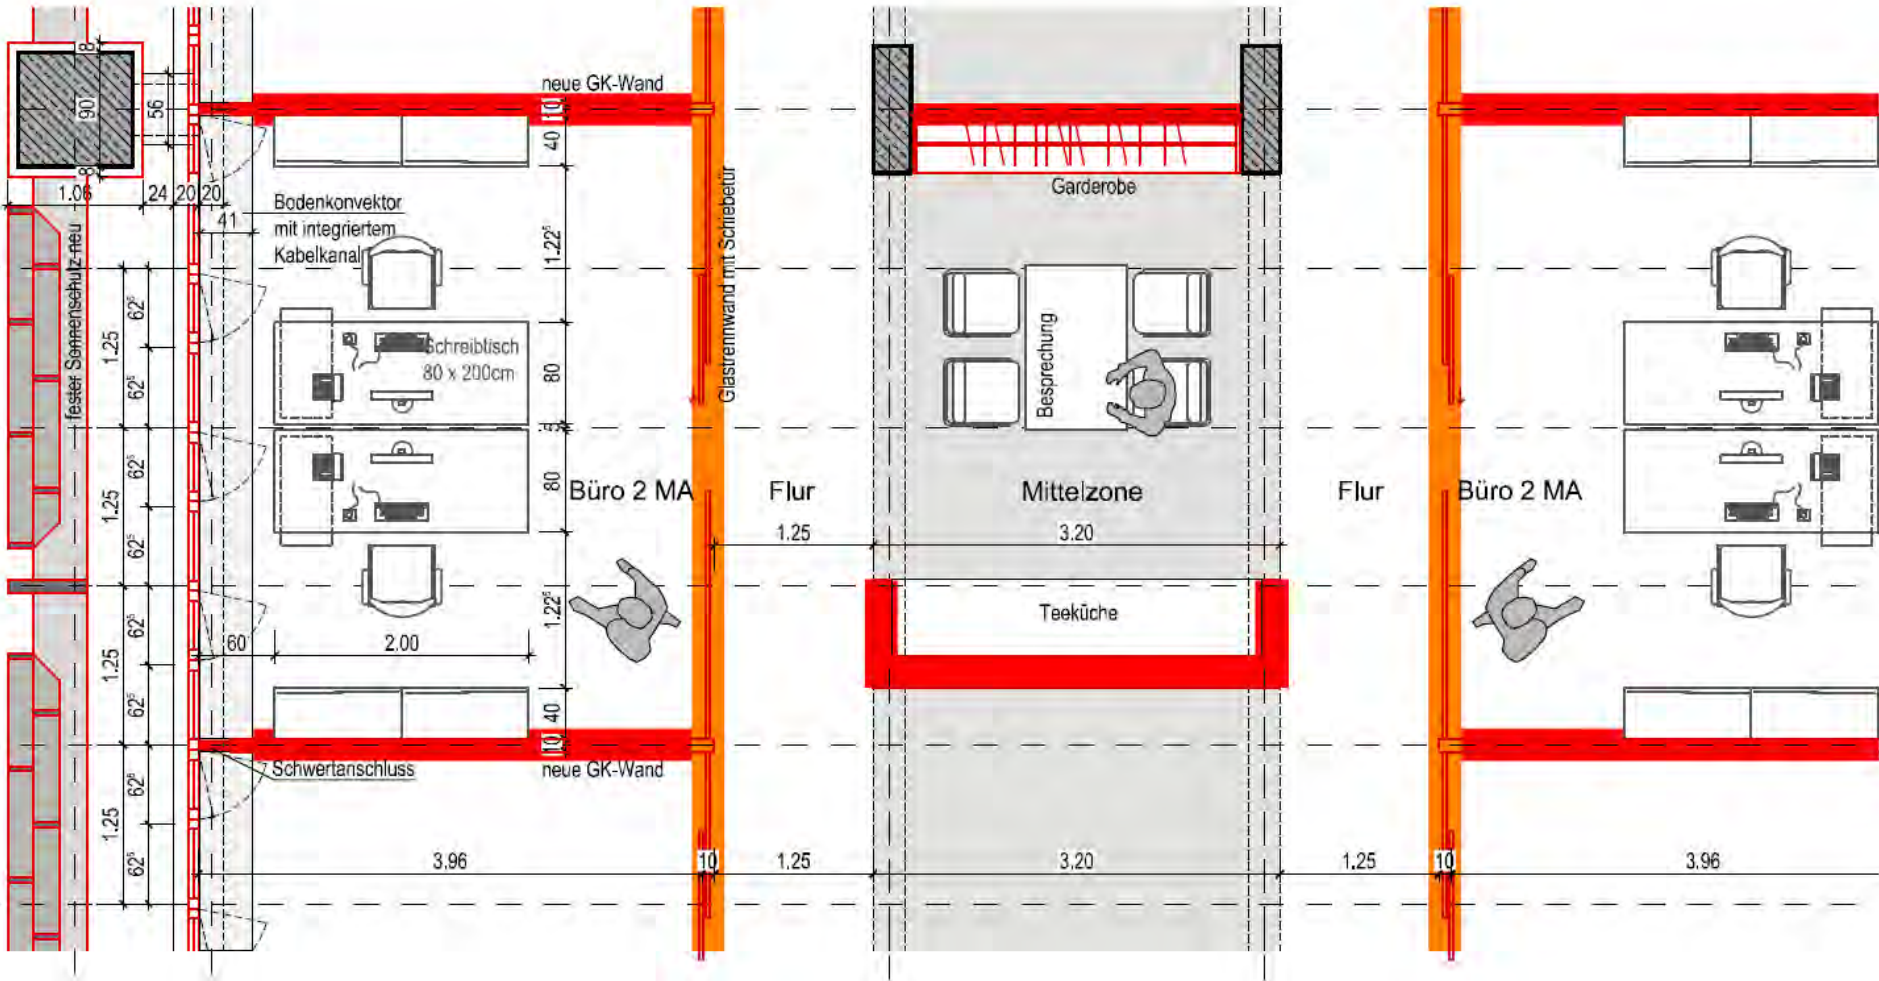 neue GK-Wand
10
40
8
90
8
56
1.06
24
20
20
41
Bodenkonvektor
mit integriertem
Kabelkanal
fester Sonnenschutz neu
1.22⁵
Glastrennwand mit Schiebetür
Garderobe
62⁵
1.25
62⁵
Schreibtisch
80 x 200cm
80
Besprechung
62⁵
1.25
62⁵
80
Büro 2 MA
Flur
Mittelzone
Flur
Büro 2 MA
1.25
3.20
62⁵
1.25
62⁵
60
2.00
1.22⁵
Teeküche
40
10
Schwertanschluss
neue GK-Wand
62⁵
1.25
62⁵
3.96
10
1.25
3.20
1.25
10
3.96